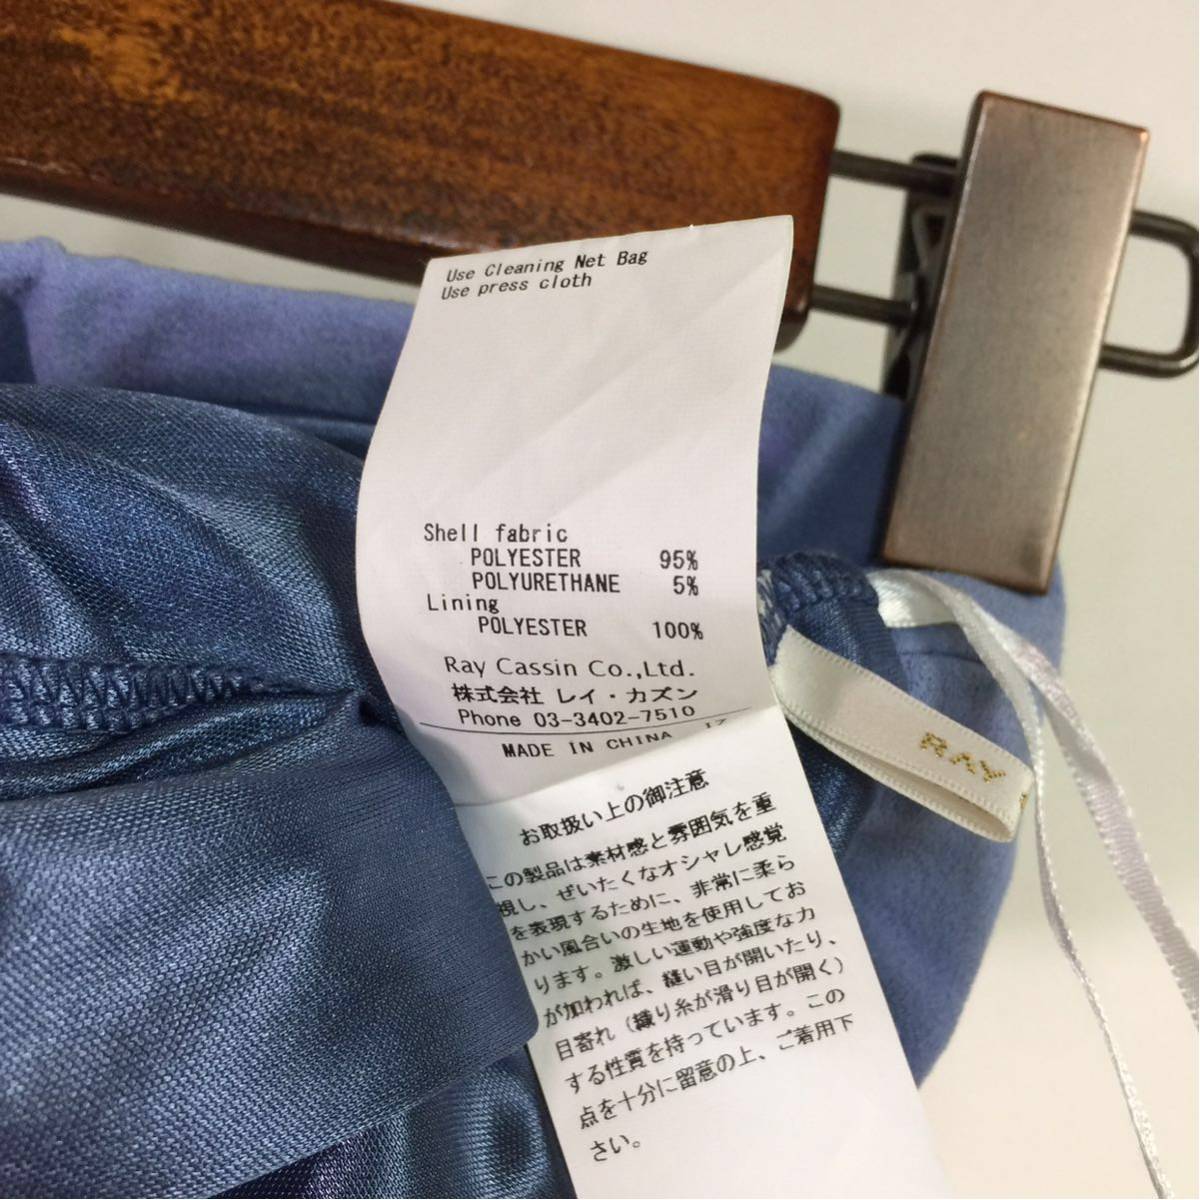 Use Cleaning Net Bag
Use press cloth
Shell fabric
POLYESTER 95%
POLYURETHANE 5%
Lining
POLYESTER 100%
Ray Cassin Co.,Ltd.
株式会社 レイ・カズン
Phone 03-3402-7510
MADE IN CHINA 17
お取扱い上の御注意
この製品は素材感と雰囲気を重
視し、ぜいたくなオシャレ感覚
を表現するために、非常に柔ら
かい風合いの生地を使用してお
ります。激しい運動や強度な力
が加われば、縫い目が開いたり、
目寄れ（織り糸が滑り目が開く）
する性質を持っています。この
点を十分に留意の上、ご着用下
さい。
RAY